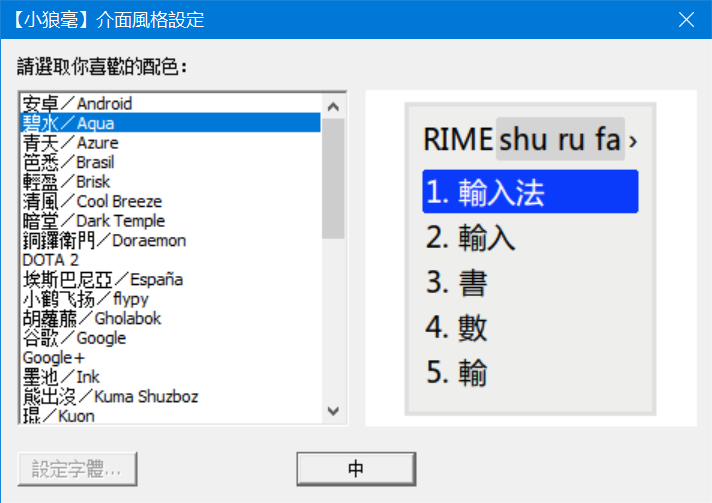 【小狼毫】介面風格設定
請選取你喜歡的配色：
安卓／Android
碧水／Aqua
青天／Azure
芭悉／Brasil
輕盈／Brisk
清風／Cool Breeze
暗堂／Dark Temple
銅鑼衛門／Doraemon
DOTA 2
埃斯巴尼亞／España
小鹤飞扬／flypy
胡蘿蔔／Gholabok
谷歌／Google
Google+
墨池／Ink
熊出沒／Kuma Shuzboz
琨／Kuon
RIME shu ru fa ›
1. 輸入法
2. 輸入
3. 書
4. 數
5. 輸
設定字體...
中